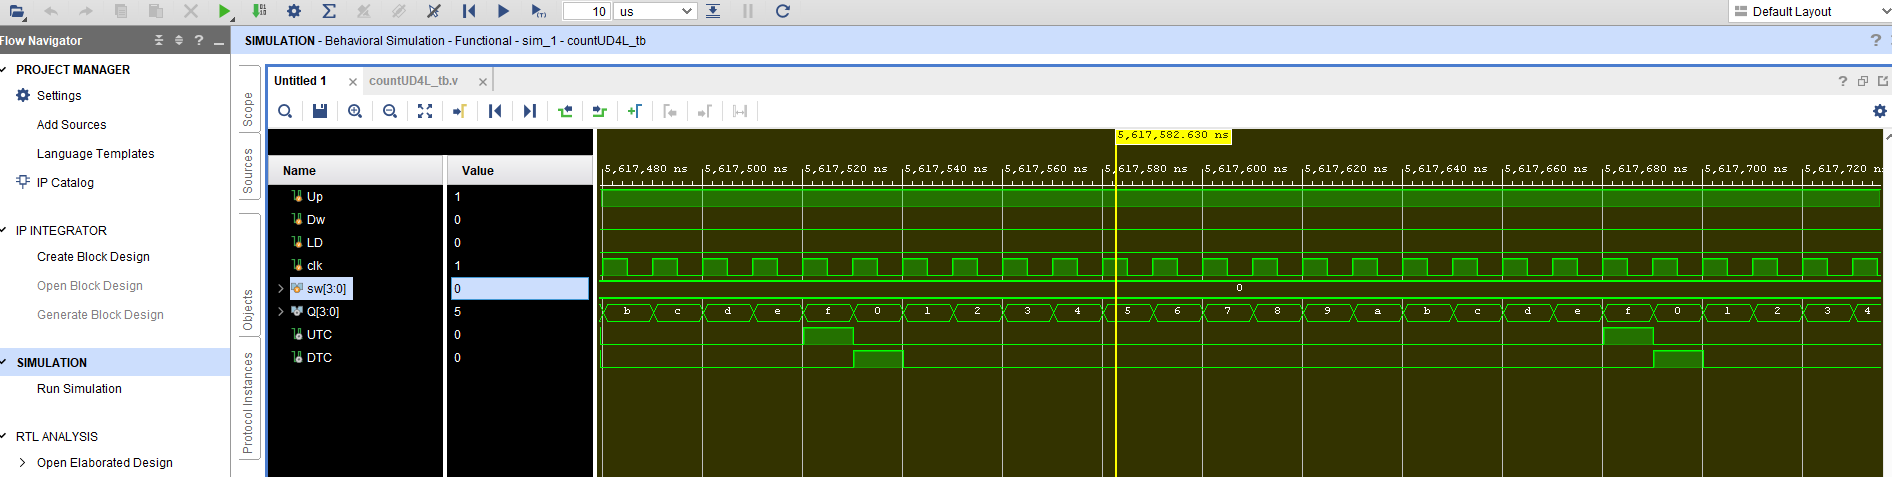 10 us
Default Layout
Flow Navigator
?
PROJECT MANAGER
Settings
Add Sources
Language Templates
IP Catalog
IP INTEGRATOR
Create Block Design
Open Block Design
Generate Block Design
SIMULATION
Run Simulation
RTL ANALYSIS
Open Elaborated Design
SIMULATION - Behavioral Simulation - Functional - sim_1 - countUD4L_tb
?
Scope
Sources
Objects
Protocol Instances
Untitled 1
countUD4L_tb.v
?
Name Value
Up 1
Dw 0
LD 0
clk 1
sw[3:0] 0
Q[3:0] 5
UTC 0
DTC 0
5,617,582.630 ns
5,617,480 ns 5,617,500 ns 5,617,520 ns 5,617,540 ns 5,617,560 ns 5,617,580 ns 5,617,600 ns 5,617,620 ns 5,617,640 ns 5,617,660 ns 5,617,680 ns 5,617,700 ns 5,617,720 ns
0
b c d e f 0 1 2 3 4 5 6 7 8 9 a b c d e f 0 1 2 3 4